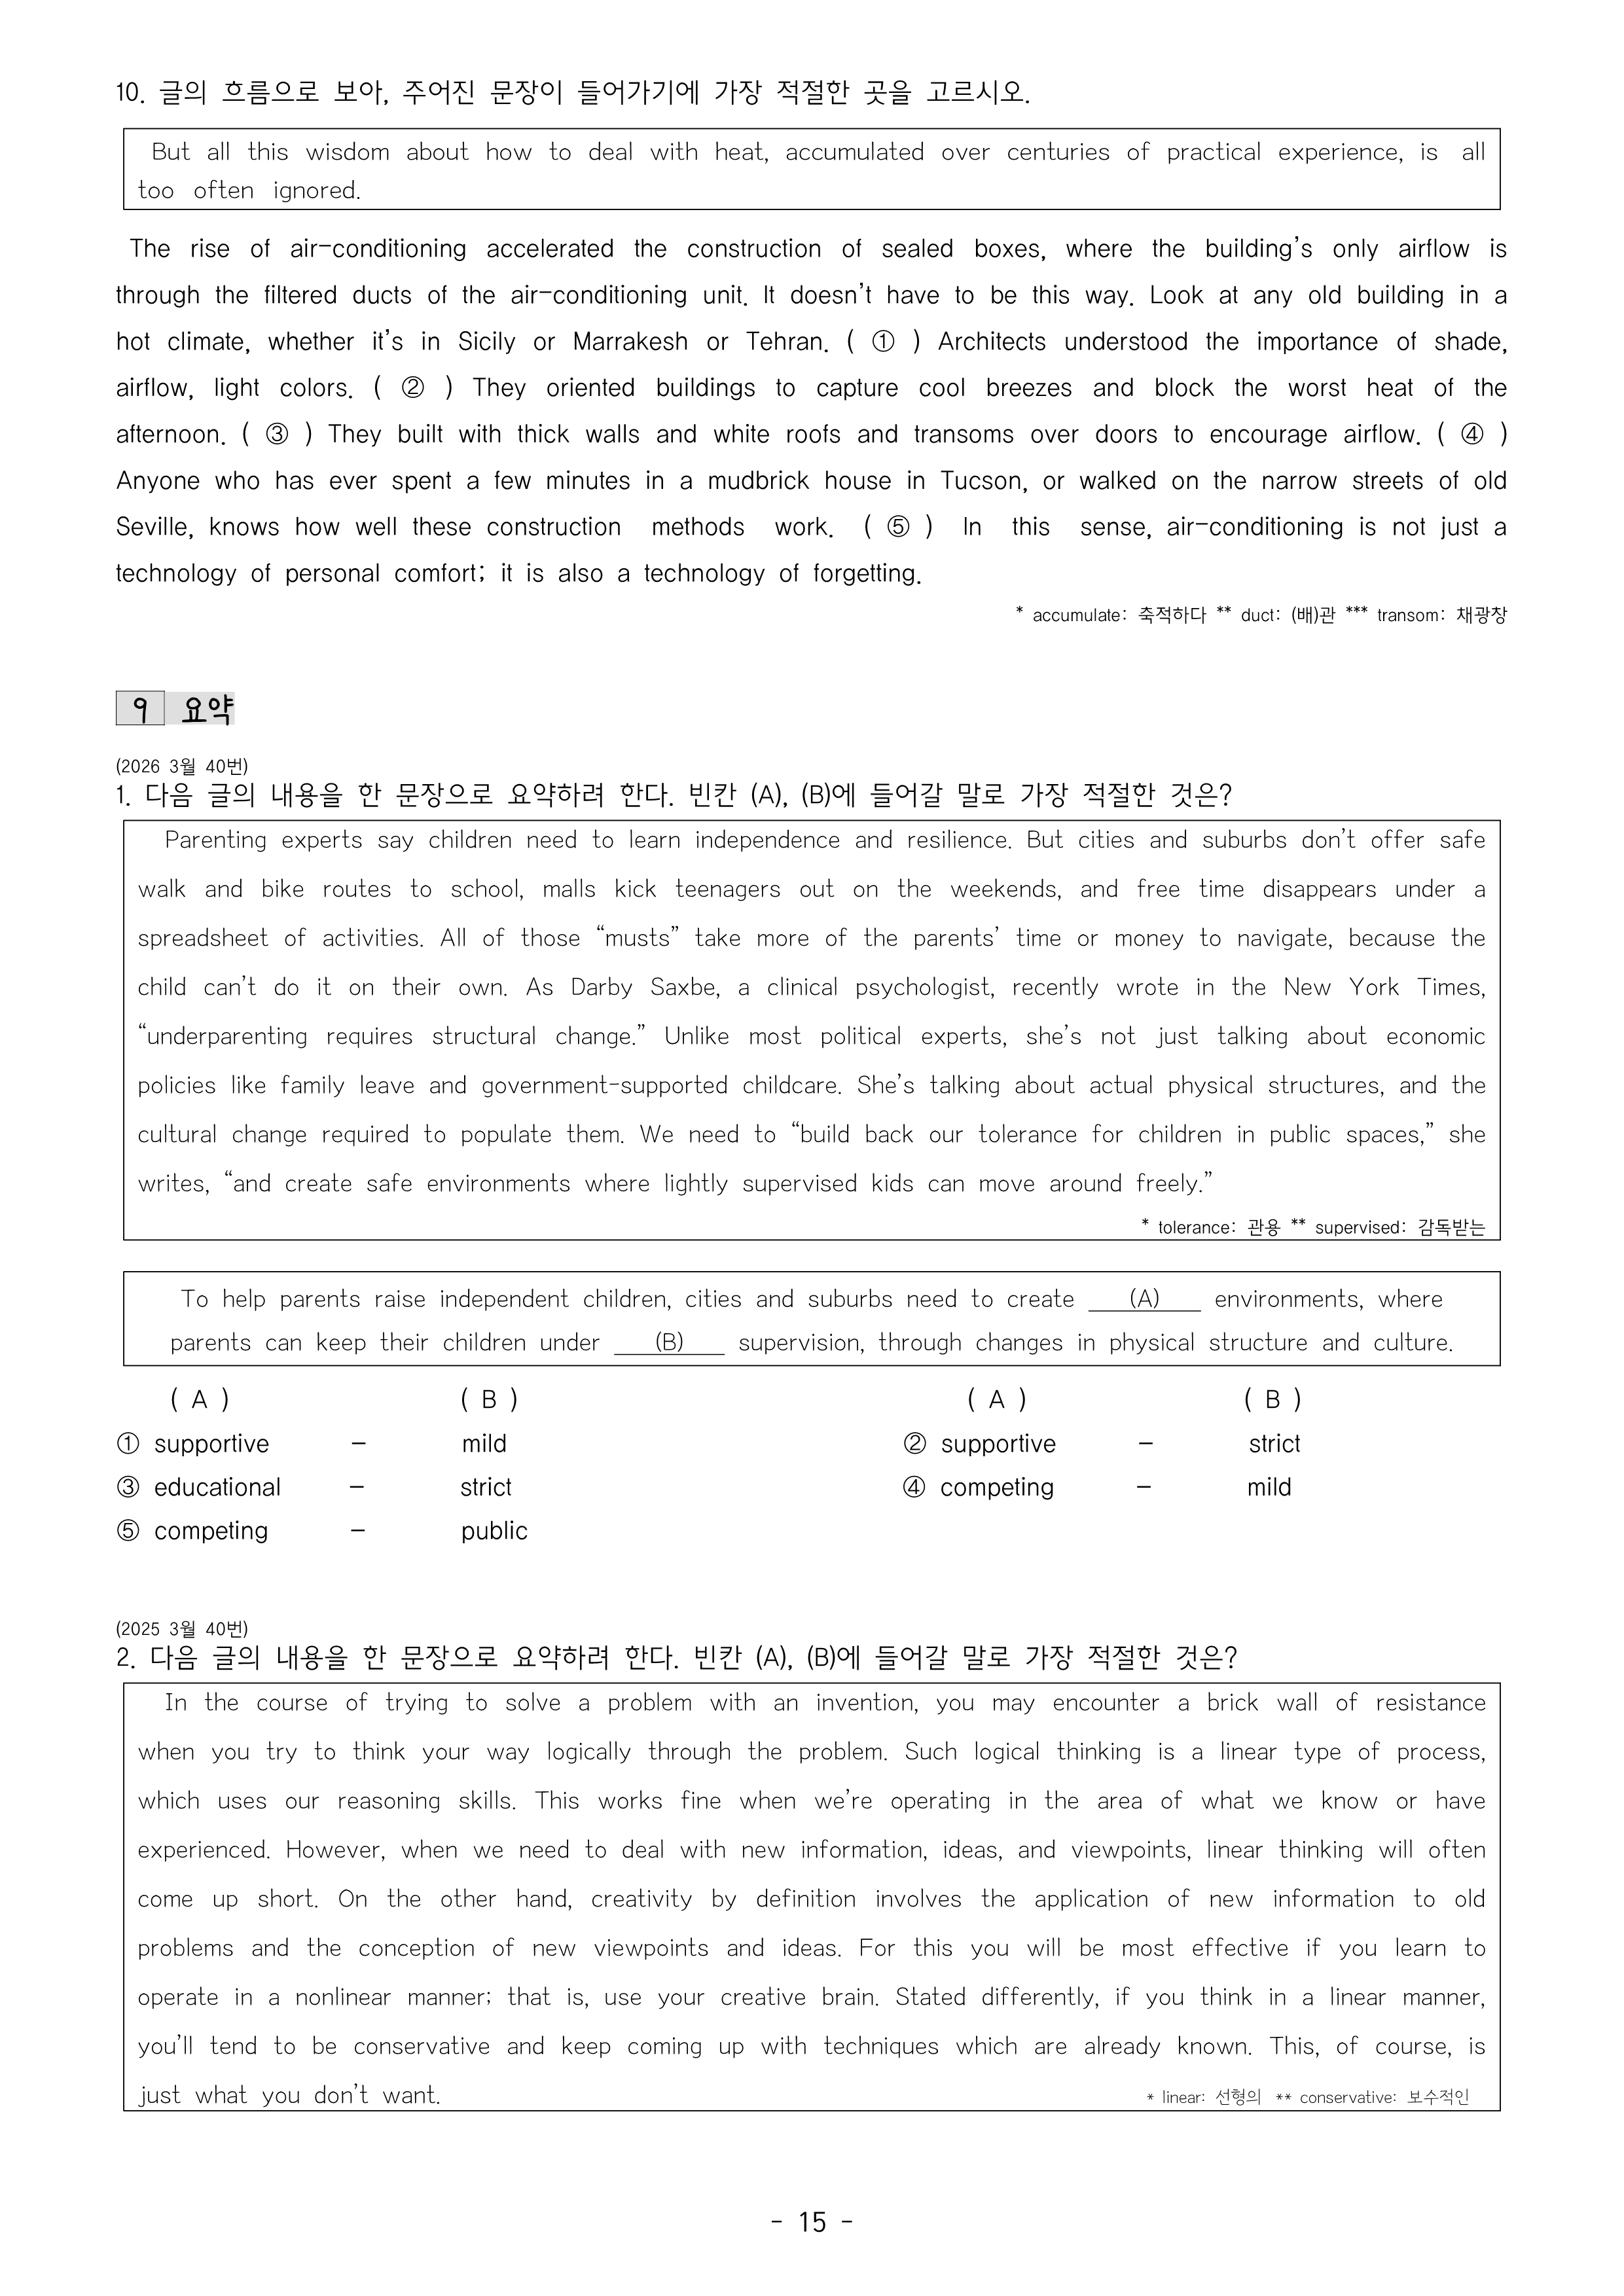 10. 글의 흐름으로 보아, 주어진 문장이 들어가기에 가장 적절한 곳을 고르시오.
But all this wisdom about how to deal with heat, accumulated over centuries of practical experience, is all
too often ignored.
The rise of air-conditioning accelerated the construction of sealed boxes, where the building's only airflow is
through the filtered ducts of the air-conditioning unit. It doesn't have to be this way. Look at any old building in a
hot climate, whether it's in Sicily or Marrakesh or Tehran. ( ① ) Architects understood the importance of shade,
airflow, light colors. ( ② ) They oriented buildings to capture cool breezes and block the worst heat of the
afternoon. ( ③ ) They built with thick walls and white roofs and transoms over doors to encourage airflow. ( ④ )
Anyone who has ever spent a few minutes in a mudbrick house in Tucson, or walked on the narrow streets of old
Seville, knows how well these construction methods work. ( ⑤ ) In this sense, air-conditioning is not just a
technology of personal comfort; it is also a technology of forgetting.
* accumulate: 축적하다 ** duct: (배)관 *** transom: 채광창
9 요약
(2026 3월 40번)
1. 다음 글의 내용을 한 문장으로 요약하려 한다. 빈칸 (A), (B)에 들어갈 말로 가장 적절한 것은?
Parenting experts say children need to learn independence and resilience. But cities and suburbs don't offer safe
walk and bike routes to school, malls kick teenagers out on the weekends, and free time disappears under a
spreadsheet of activities. All of those “musts” take more of the parents' time or money to navigate, because the
child can't do it on their own. As Darby Saxbe, a clinical psychologist, recently wrote in the New York Times,
“underparenting requires structural change.” Unlike most political experts, she's not just talking about economic
policies like family leave and government-supported childcare. She's talking about actual physical structures, and the
cultural change required to populate them. We need to “build back our tolerance for children in public spaces,” she
writes, “and create safe environments where lightly supervised kids can move around freely.”
* tolerance: 관용 ** supervised: 감독받는
To help parents raise independent children, cities and suburbs need to create (A) environments, where
parents can keep their children under (B) supervision, through changes in physical structure and culture.
( A ) ( B ) ( A ) ( B )
① supportive – mild ② supportive – strict
③ educational – strict ④ competing – mild
⑤ competing – public
(2025 3월 40번)
2. 다음 글의 내용을 한 문장으로 요약하려 한다. 빈칸 (A), (B)에 들어갈 말로 가장 적절한 것은?
In the course of trying to solve a problem with an invention, you may encounter a brick wall of resistance
when you try to think your way logically through the problem. Such logical thinking is a linear type of process,
which uses our reasoning skills. This works fine when we're operating in the area of what we know or have
experienced. However, when we need to deal with new information, ideas, and viewpoints, linear thinking will often
come up short. On the other hand, creativity by definition involves the application of new information to old
problems and the conception of new viewpoints and ideas. For this you will be most effective if you learn to
operate in a nonlinear manner; that is, use your creative brain. Stated differently, if you think in a linear manner,
you'll tend to be conservative and keep coming up with techniques which are already known. This, of course, is
just what you don't want.
* linear: 선형의 ** conservative: 보수적인
- 15 -